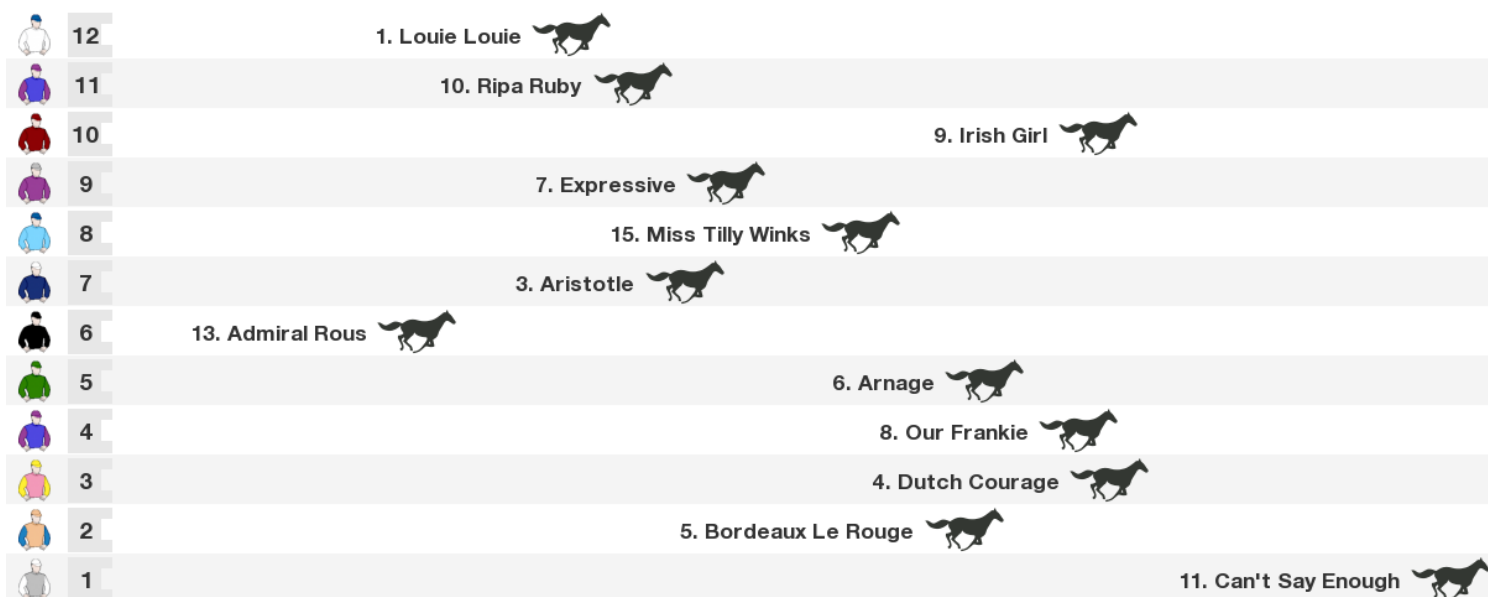 12 1. Louie Louie
11 10. Ripa Ruby
10 9. Irish Girl
9 7. Expressive
8 15. Miss Tilly Winks
7 3. Aristotle
6 13. Admiral Rous
5 6. Arnage
4 8. Our Frankie
3 4. Dutch Courage
2 5. Bordeaux Le Rouge
1 11. Can't Say Enough